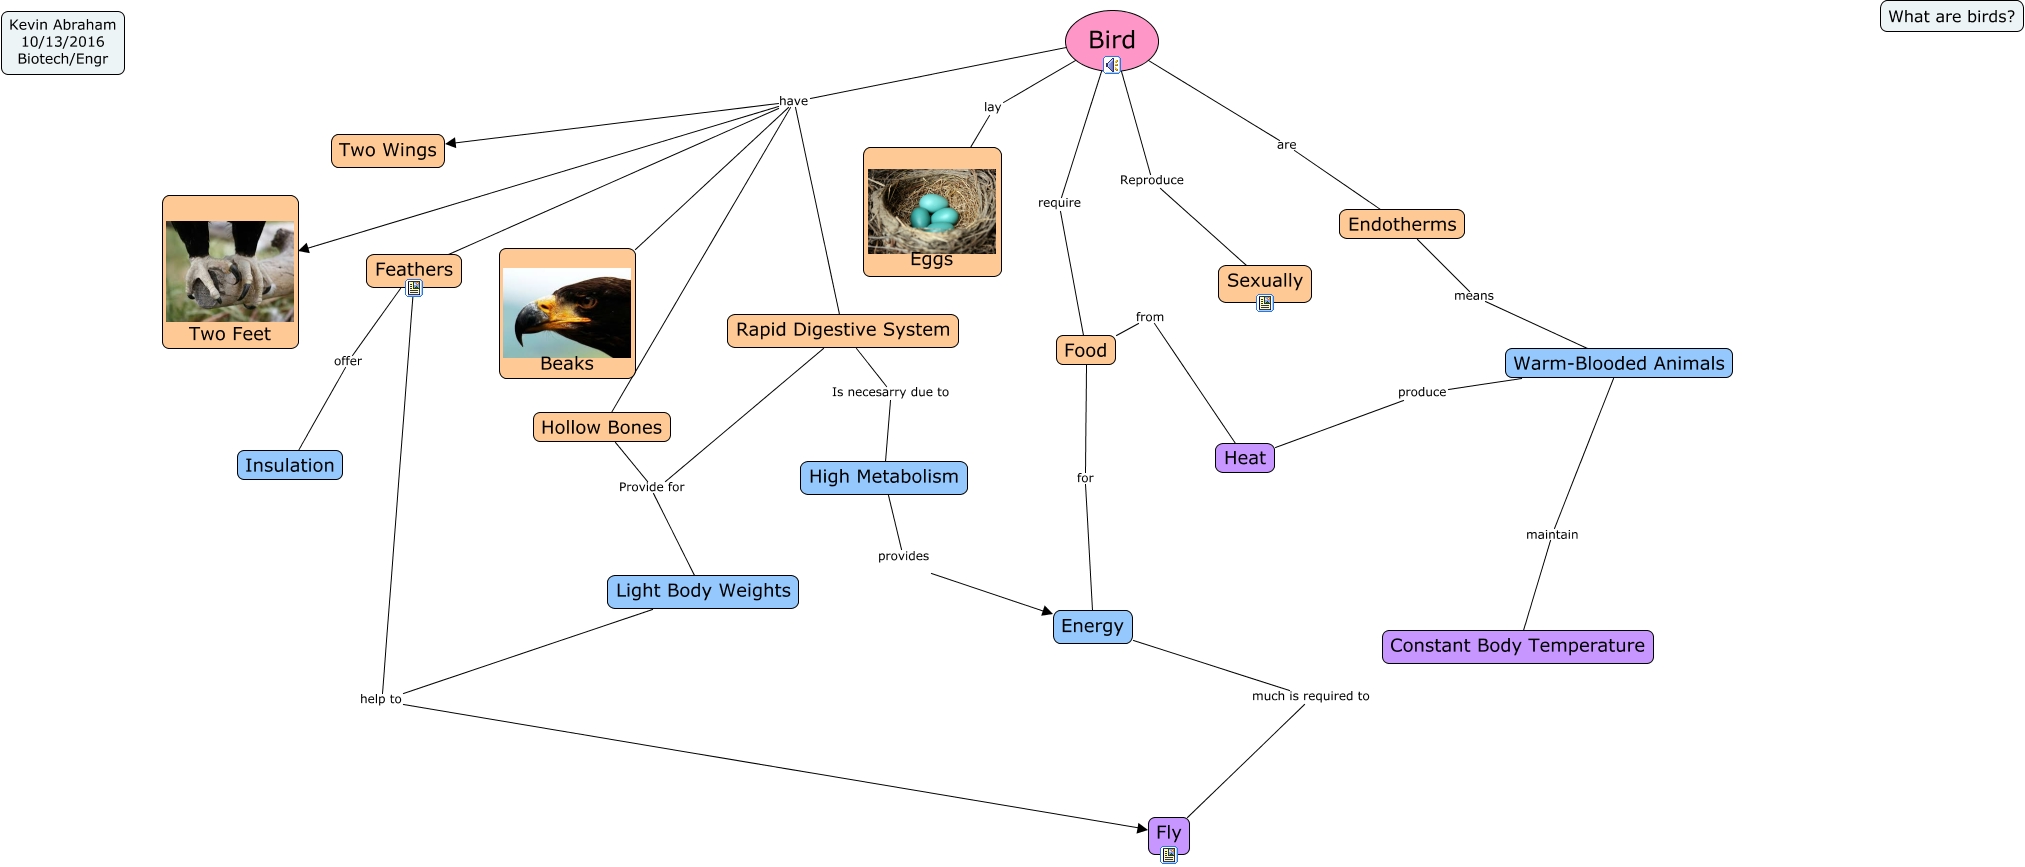 Kevin Abraham
10/13/2016
Biotech/Engr
What are birds?
Bird
have
lay
are
Two Wings
Reproduce
require
Endotherms
Eggs
Feathers
Sexually
means
from
Two Feet
Rapid Digestive System
Food
offer
Beaks
Warm-Blooded Animals
Is necesarry due to
produce
Hollow Bones
Heat
Insulation
High Metabolism
for
Provide for
maintain
provides
Light Body Weights
Energy
Constant Body Temperature
help to
much is required to
Fly